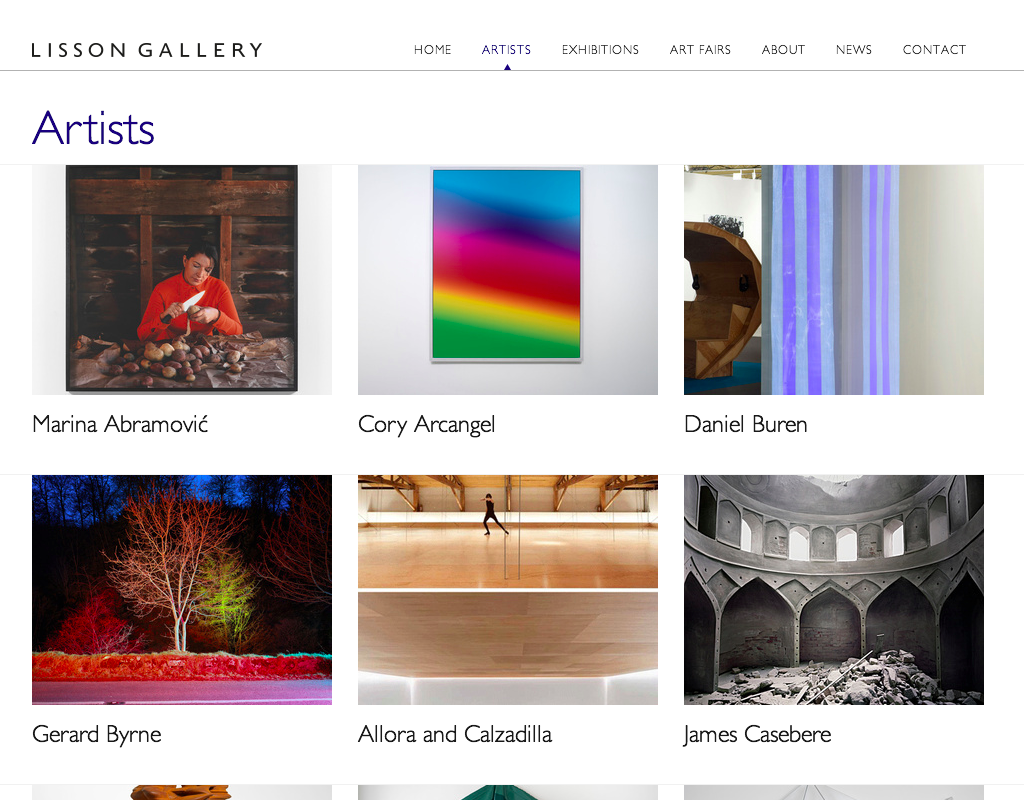 LISSON GALLERY
HOME ARTISTS EXHIBITIONS ART FAIRS ABOUT NEWS CONTACT
Artists
Marina Abramović Cory Arcangel Daniel Buren
Gerard Byrne Allora and Calzadilla James Casebere